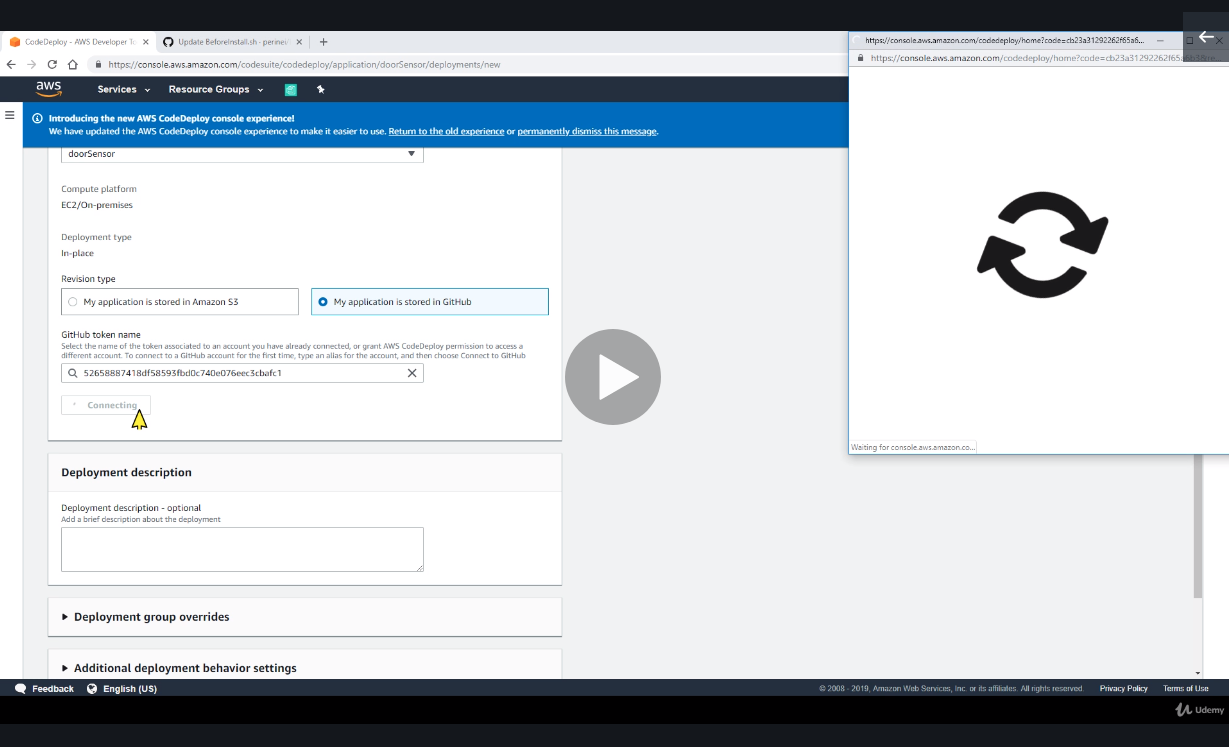 CodeDeploy - AWS Developer To
Update BeforeInstall.sh - perinei
https://console.aws.amazon.com/codesuite/codedeploy/application/doorSensor/deployments/new
https://console.aws.amazon.com/codedeploy/home?code=cb23a31292262f65a6...
https://console.aws.amazon.com/codedeploy/home?code=cb23a31292262f65
aws
Services
Resource Groups
Introducing the new AWS CodeDeploy console experience!
We have updated the AWS CodeDeploy console experience to make it easier to use. Return to the old experience or permanently dismiss this message.
doorSensor
Compute platform
EC2/On-premises
Deployment type
In-place
Revision type
My application is stored in Amazon S3
My application is stored in GitHub
GitHub token name
Select the name of the token associated to an account you have already connected, or grant AWS CodeDeploy permission to access a
different account. To connect to a GitHub account for the first time, type an alias for the account, and then choose Connect to GitHub
52658887418df58593fbd0c740e076eec3cbafc1
Connecting
Waiting for console.aws.amazon.co...
Deployment description
Deployment description - optional
Add a brief description about the deployment
Deployment group overrides
Additional deployment behavior settings
Feedback
English (US)
© 2008 - 2019, Amazon Web Services, Inc. or its affiliates. All rights reserved.
Privacy Policy
Terms of Use
Udemy